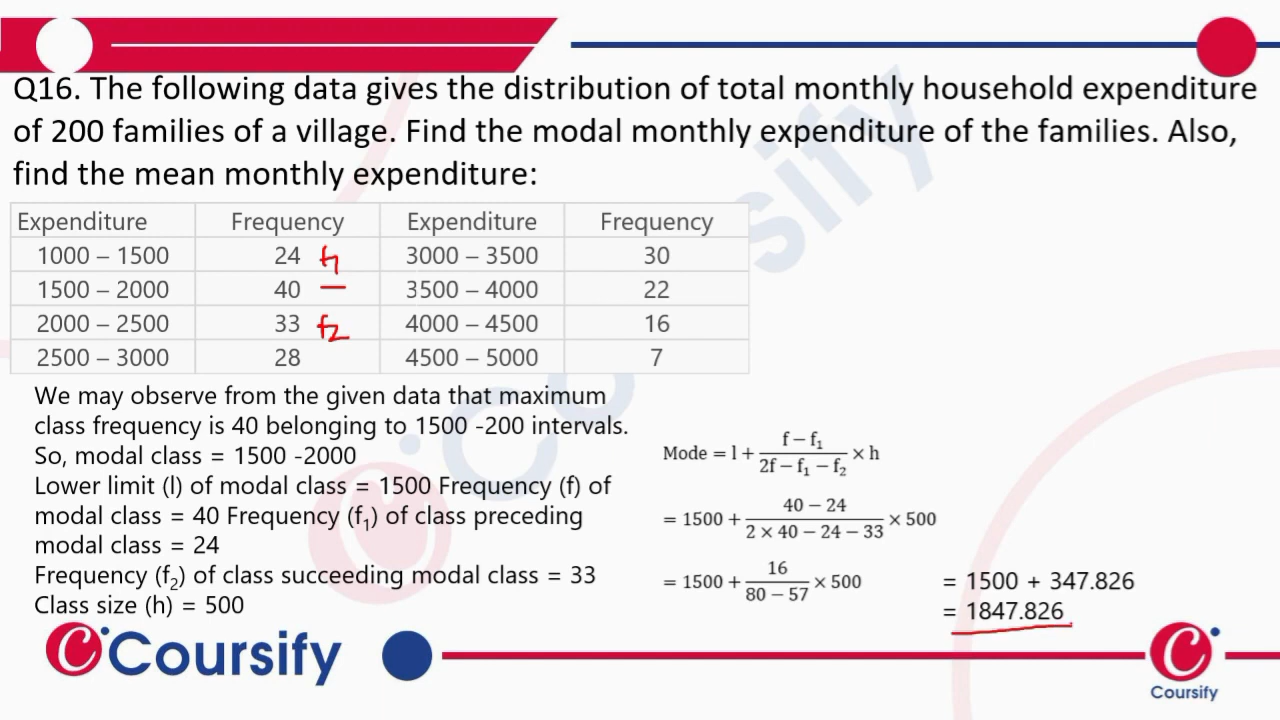 Q16. The following data gives the distribution of total monthly household expenditure
of 200 families of a village. Find the modal monthly expenditure of the families. Also,
find the mean monthly expenditure:
Expenditure Frequency Expenditure Frequency
1000 – 1500 24 f1 3000 – 3500 30
1500 – 2000 40 3500 – 4000 22
2000 – 2500 33 f2 4000 – 4500 16
2500 – 3000 28 4500 – 5000 7
We may observe from the given data that maximum
class frequency is 40 belonging to 1500 -200 intervals.
So, modal class = 1500 -2000
Lower limit (l) of modal class = 1500 Frequency (f) of
modal class = 40 Frequency (f₁) of class preceding
modal class = 24
Frequency (f₂) of class succeeding modal class = 33
Class size (h) = 500
Mode = l + (f – f₁)/(2f – f₁ – f₂) × h
= 1500 + (40 – 24)/(2 × 40 – 24 – 33) × 500
= 1500 + 16/(80 – 57) × 500
= 1500 + 347.826
= 1847.826
Coursify
Coursify
Coursify